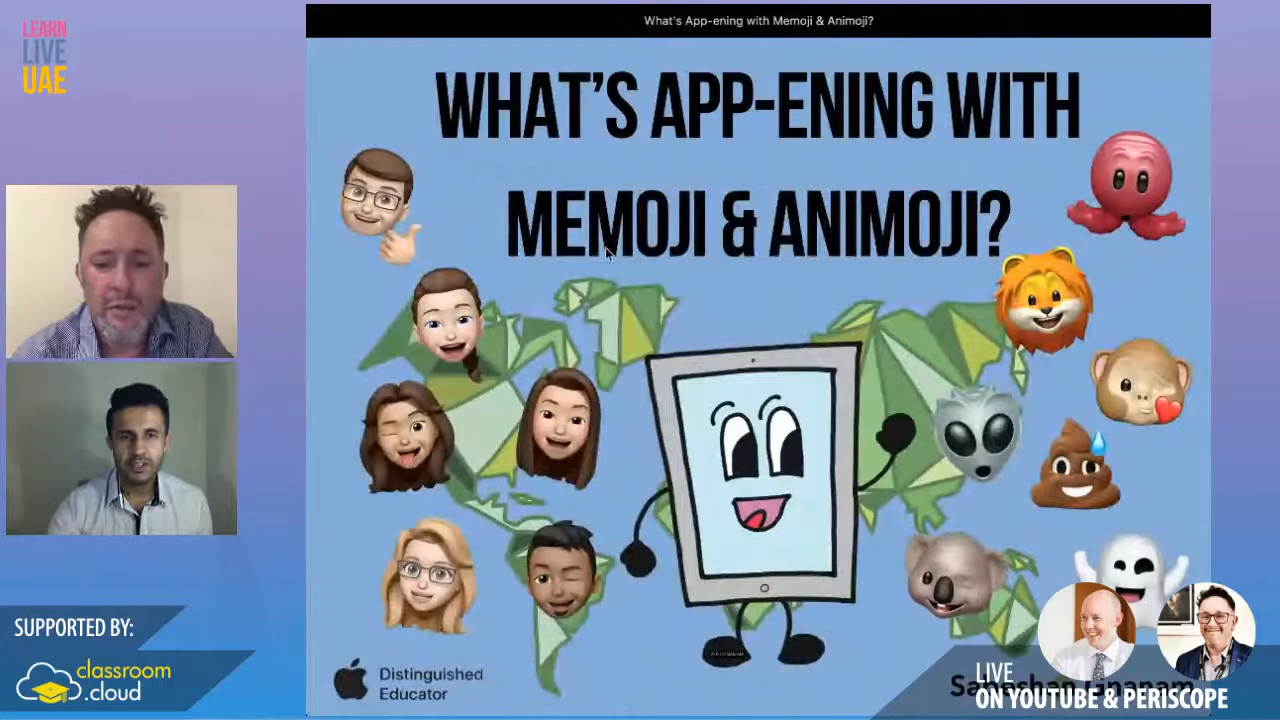 LEARN
LIVE
UAE
What's App-ening with Memoji & Animoji?
WHAT'S APP-ENING WITH
MEMOJI & ANIMOJI?
SUPPORTED BY:
classroom
.cloud
Distinguished
Educator
LIVE
ON YOUTUBE & PERISCOPE